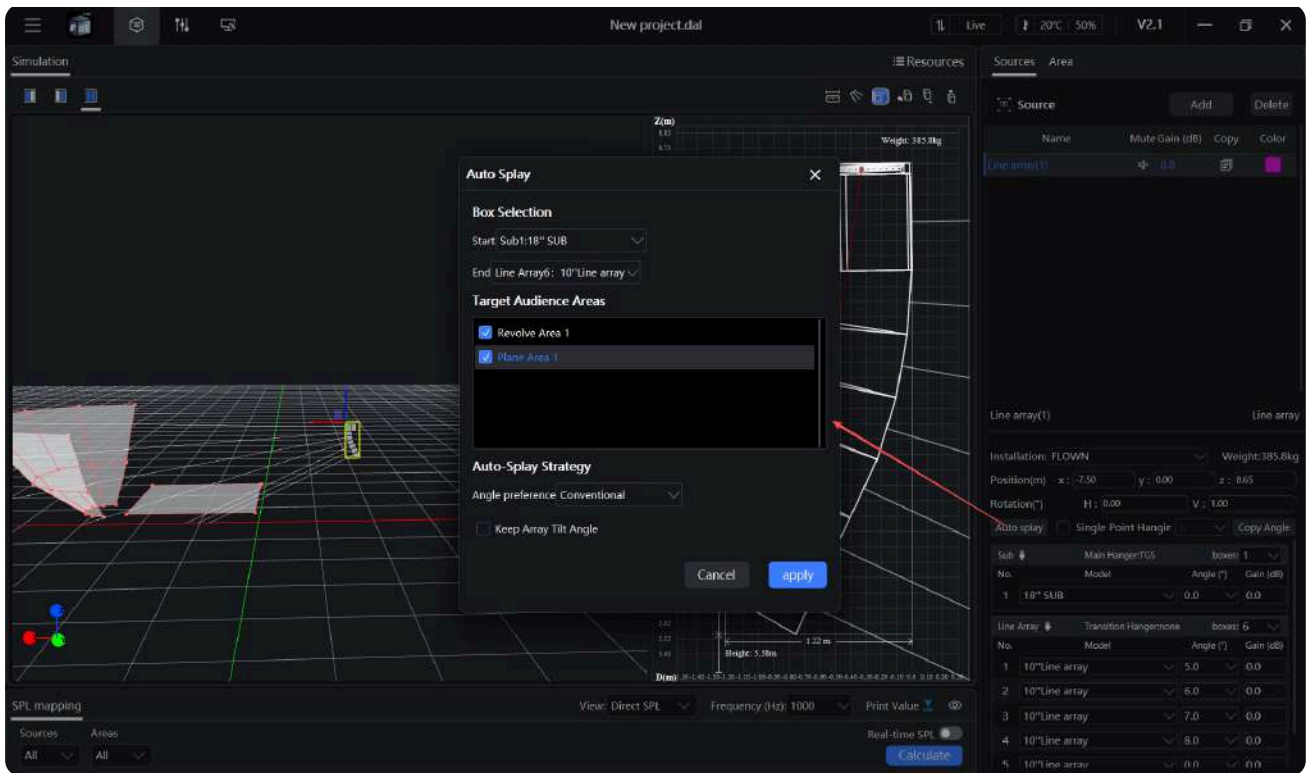 New project.dal
Live
20℃ 50%
V2.1
Simulation
Resources
Sources Area
Source
Add
Delete
Name Mute Gain (dB) Copy Color
Line array(1) 0.0
Z(m)
Weight: 385.8kg
Auto Splay
Box Selection
Start Sub1:18" SUB
End Line Array6: 10"Line array
Target Audience Areas
Revolve Area 1
Plane Area 1
Auto-Splay Strategy
Angle preference Conventional
Keep Array Tilt Angle
Cancel
apply
1.22 m
Height: 5.58m
D(m)
Line array(1) Line array
Installation: FLOWN Weight:385.8kg
Position(m) x: -7.50 y: 0.00 z: 8.65
Rotation(°) H: 0.00 V: 1.00
Auto splay Single Point Hangir Copy Angle
Sub Main Hanger:TG5 boxes: 1
No. Model Angle (°) Gain (dB)
1 18" SUB 0.0 0.0
Line Array Transition Hanger:none boxes: 6
No. Model Angle (°) Gain (dB)
1 10"Line array 5.0 0.0
2 10"Line array 6.0 0.0
3 10"Line array 7.0 0.0
4 10"Line array 8.0 0.0
5 10"Line array 0.0
SPL mapping
View: Direct SPL Frequency (Hz): 1000 Print Value
Sources Areas
All All
Real-time SPL
Calculate